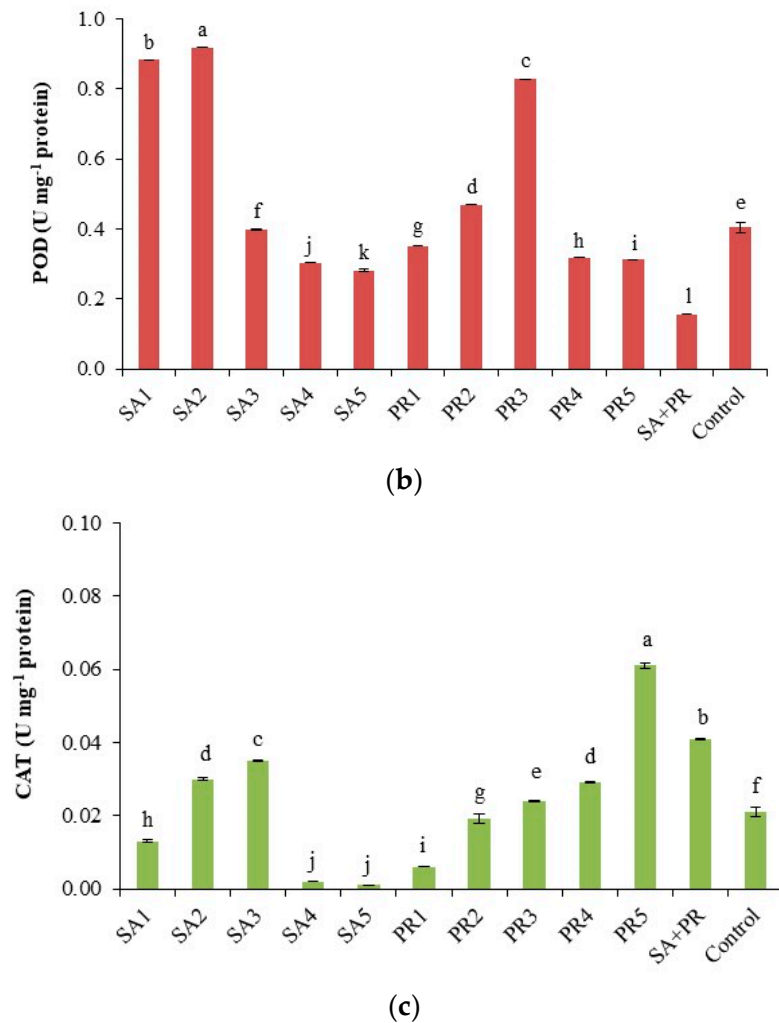 POD (U mg⁻¹ protein)
1.0
0.8
0.6
0.4
0.2
0.0
b
a
f
j
k
g
d
c
h
i
l
e
SA1
SA2
SA3
SA4
SA5
PR1
PR2
PR3
PR4
PR5
SA+PR
Control
(b)
CAT (U mg⁻¹ protein)
0.10
0.08
0.06
0.04
0.02
0.00
h
d
c
j
j
i
g
e
d
a
b
f
SA1
SA2
SA3
SA4
SA5
PR1
PR2
PR3
PR4
PR5
SA+PR
Control
(c)